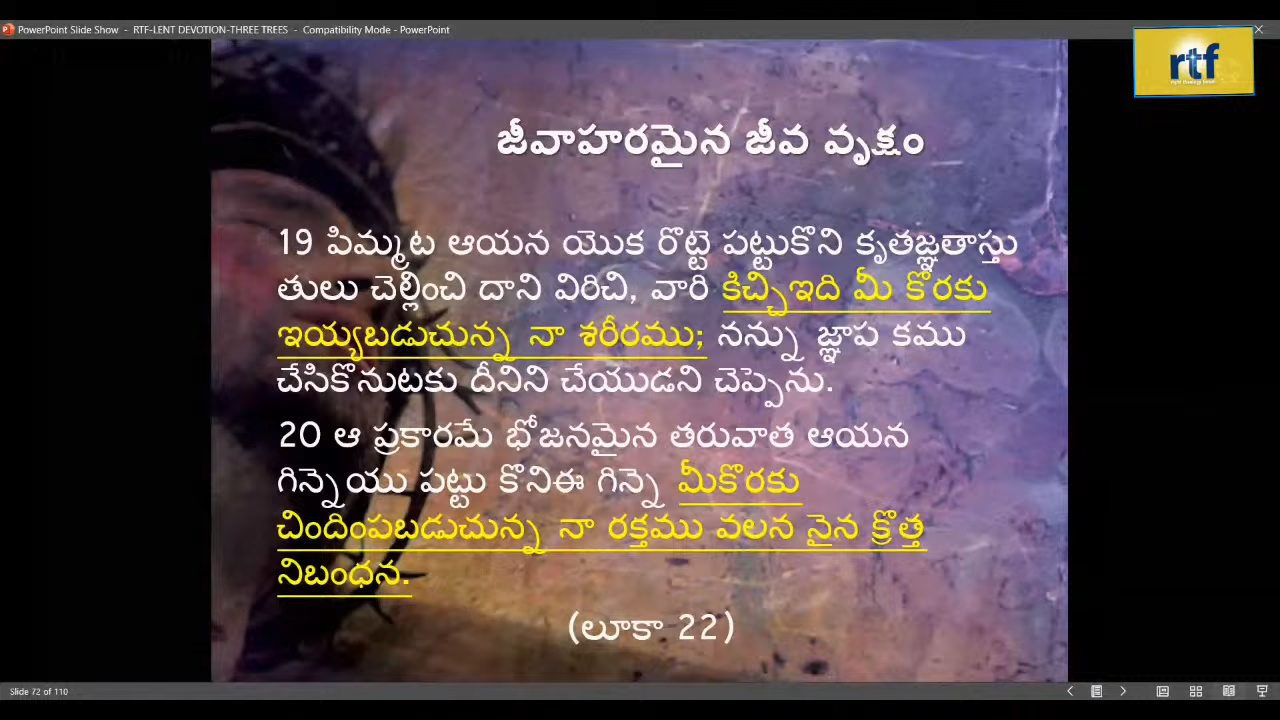 PowerPoint Slide Show - RTF-LENT DEVOTION-THREE TREES - Compatibility Mode - PowerPoint
rtf
జీవాహరమైన జీవ వృక్షం
19 పిమ్మట ఆయన యొక రొట్టె పట్టుకొని కృతజ్ఞతాస్తు
తులు చెల్లించి దాని విరిచి, వారి కిచ్చిఇది మీ కొరకు
ఇయ్యబడుచున్న నా శరీరము; నన్ను జ్ఞాప కము
చేసికొనుటకు దీనిని చేయుడని చెప్పెను.
20 ఆ ప్రకారమే భోజనమైన తరువాత ఆయన
గిన్నెయు పట్టు కొనిఈ గిన్నె మీకొరకు
చిందింపబడుచున్న నా రక్తము వలన నైన క్రొత్త
నిబంధన.
(లూకా 22)
Slide 72 of 110